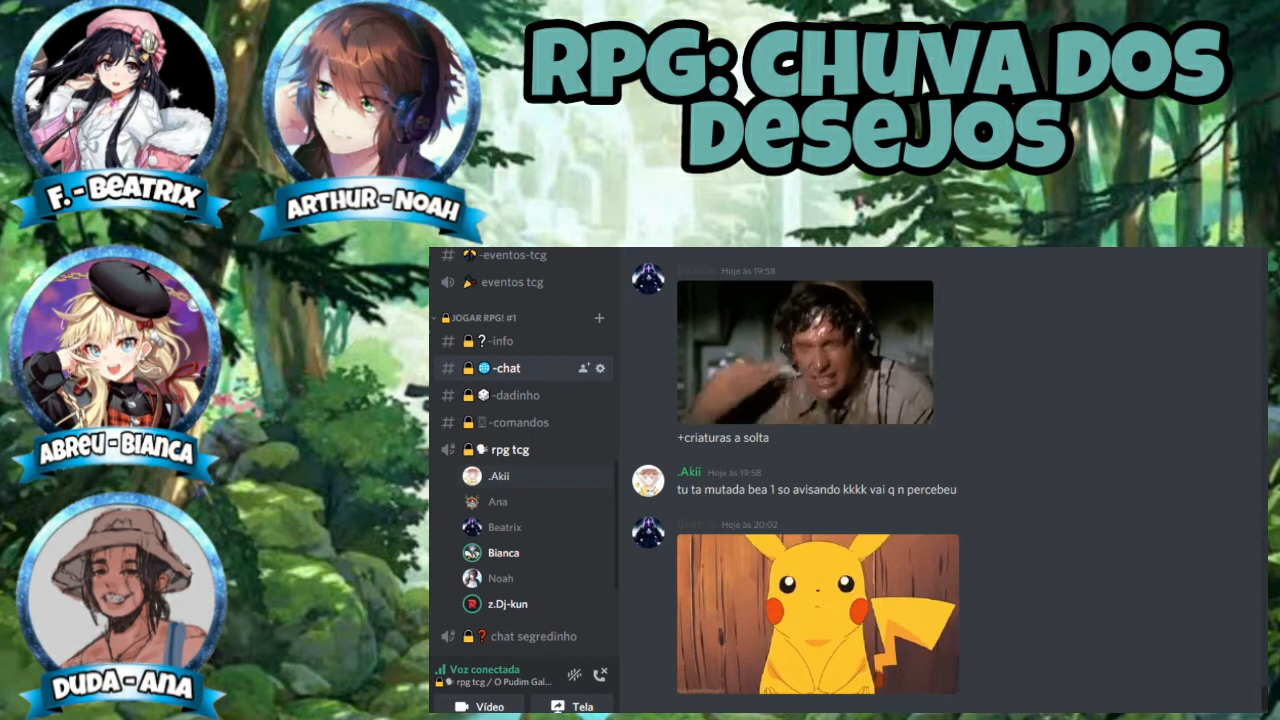 RPG: CHUVA DOS
DESEJOS
F. - BEATRIX
ARTHUR - NOAH
ABREU - BIANCA
DUDA - ANA
-eventos-tcg
eventos tcg
JOGAR RPG! #1
-info
-chat
-dadinho
-comandos
rpg tcg
.Akii
Ana
Beatrix
Bianca
Noah
z.Dj-kun
chat segredinho
Voz conectada
rpg tcg / O Pudim Gal...
Vídeo
Tela
Beatrix Hoje às 19:58
+criaturas a solta
.Akii Hoje às 19:58
tu ta mutada bea 1 so avisando kkkk vai q n percebeu
Beatrix Hoje às 20:02